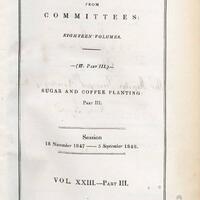 FROM
COMMITTEES:
EIGHTEEN VOLUMES.
—(11: PART III.)—
SUGAR AND COFFEE PLANTING:
PART III.
Session
18 November 1847 — 5 September 1848.
VOL. XXIII.—PART III.